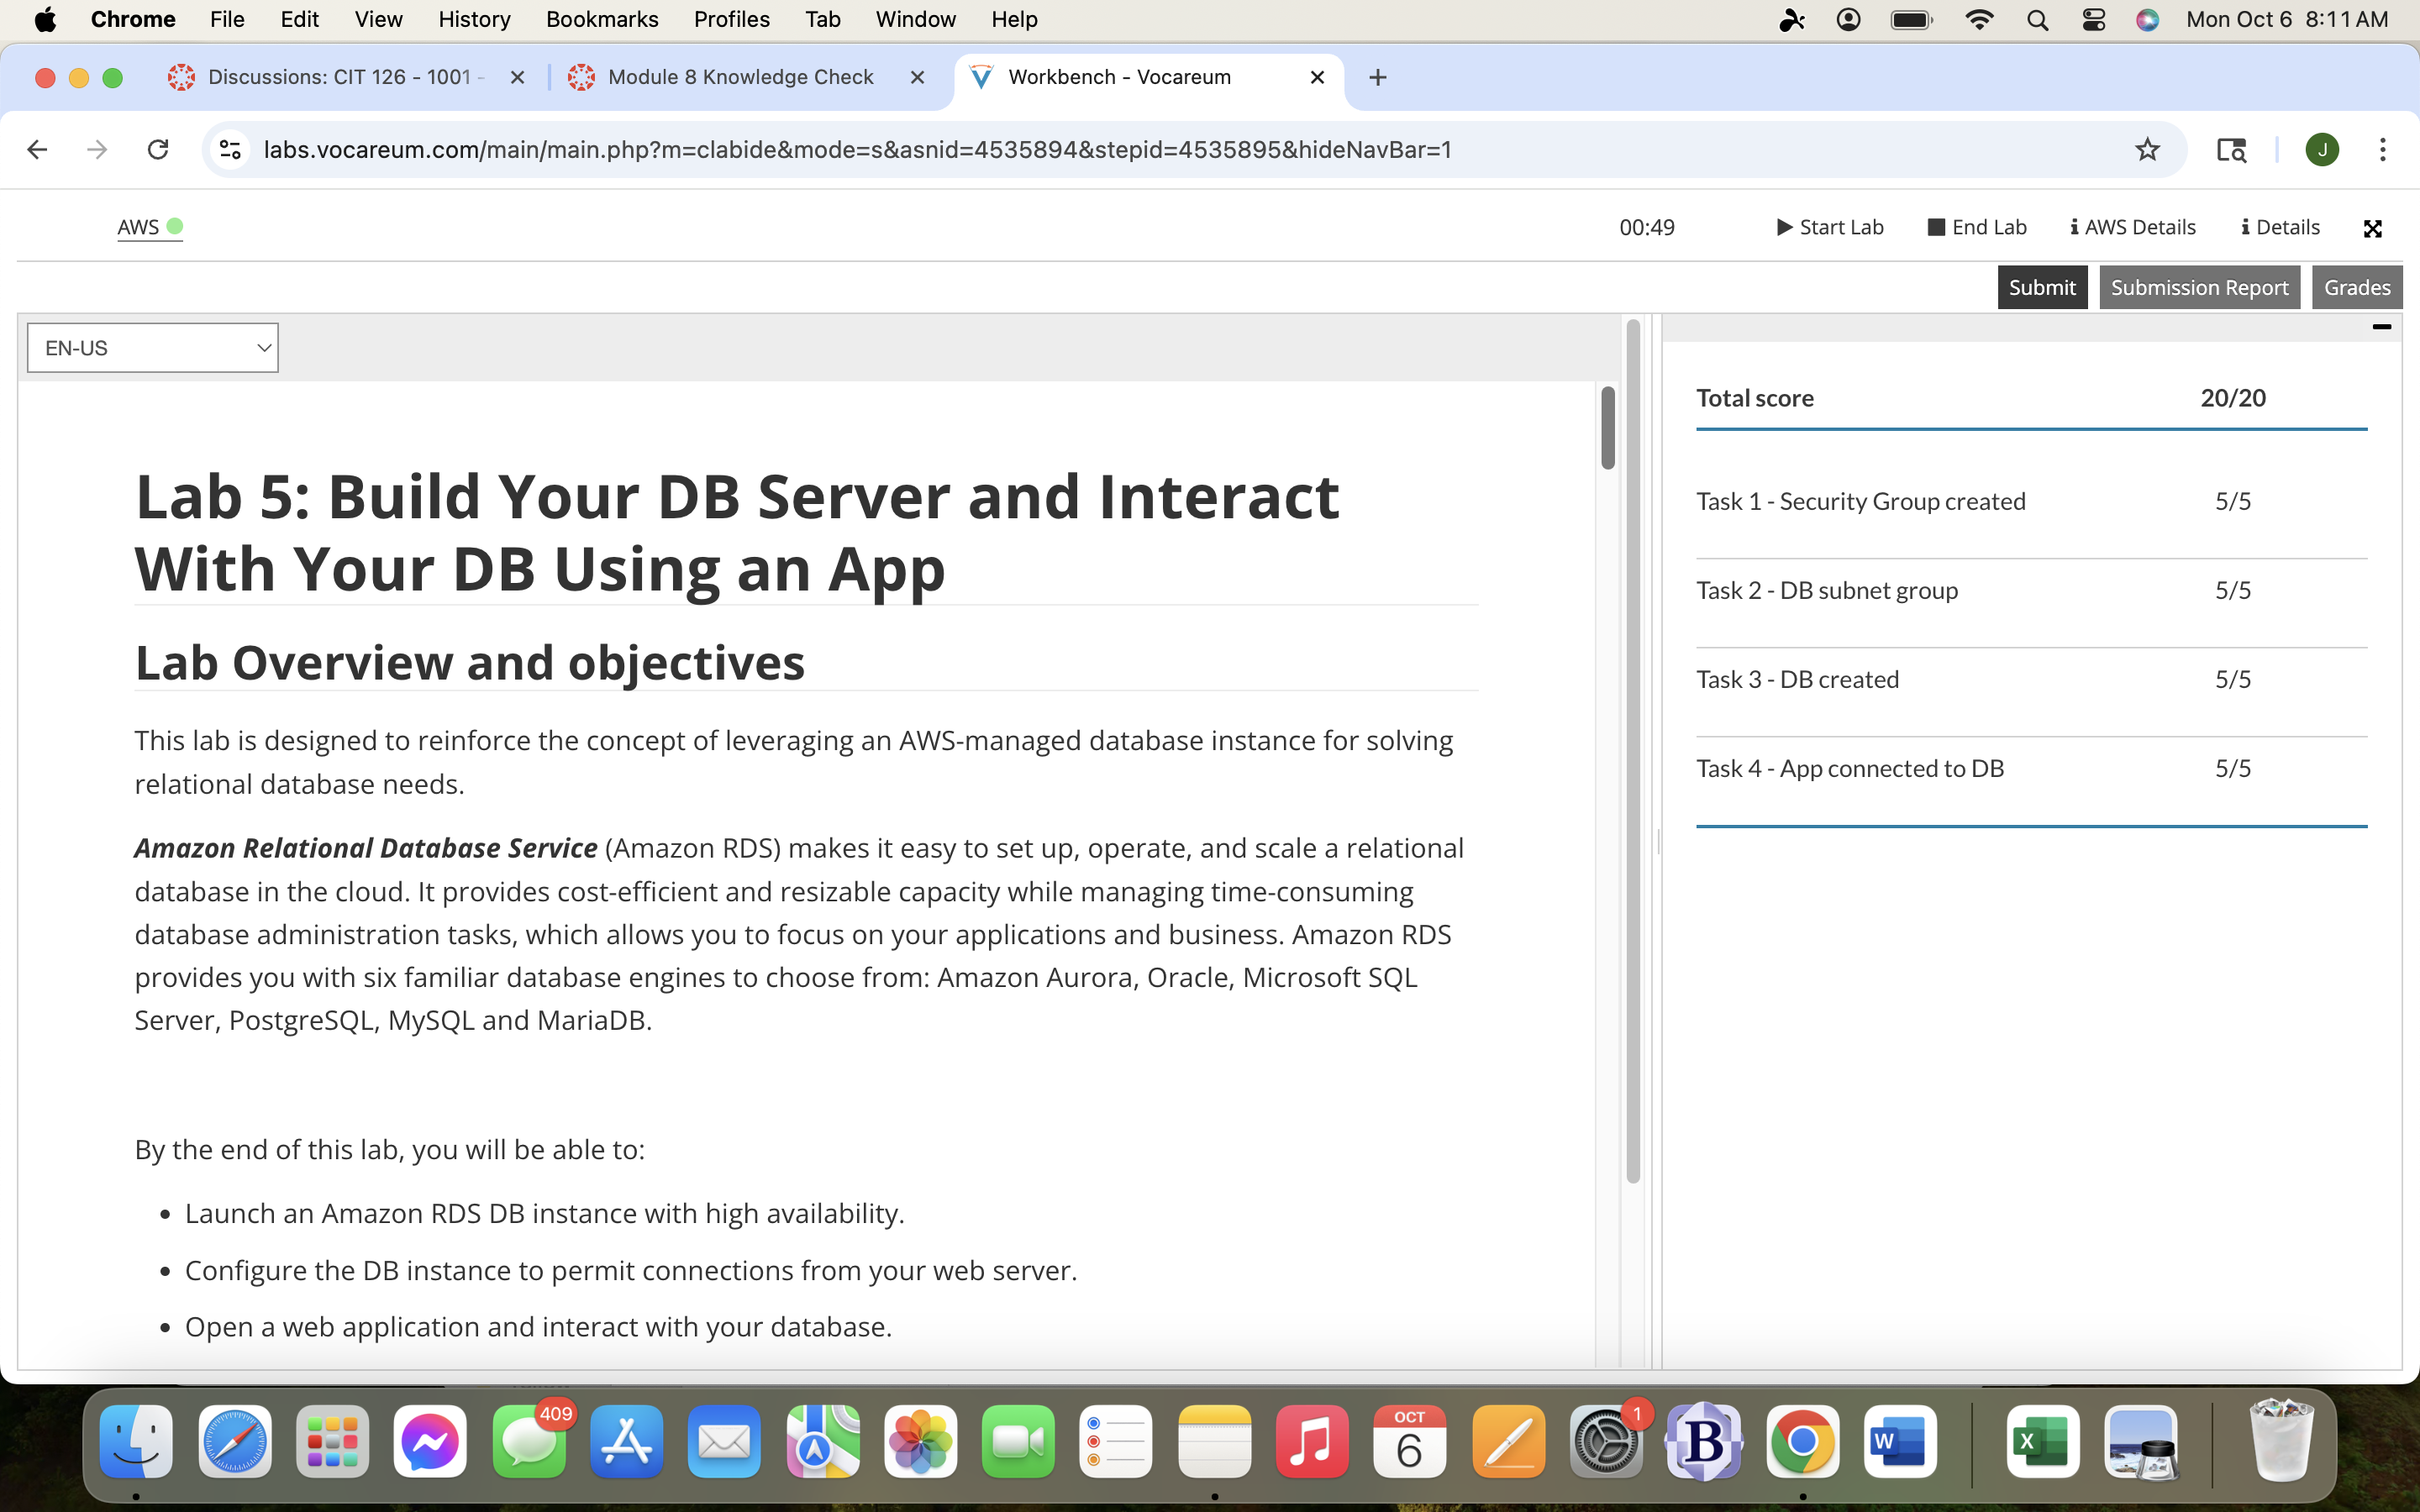 Chrome File Edit View History Bookmarks Profiles Tab Window Help Mon Oct 6 8:11 AM
Discussions: CIT 126 - 1001 - Module 8 Knowledge Check Workbench - Vocareum
labs.vocareum.com/main/main.php?m=clabide&mode=s&asnid=4535894&stepid=4535895&hideNavBar=1 J
AWS 00:49 Start Lab End Lab AWS Details Details
Submit Submission Report Grades
EN-US
Lab 5: Build Your DB Server and Interact
With Your DB Using an App
Lab Overview and objectives
This lab is designed to reinforce the concept of leveraging an AWS-managed database instance for solving
relational database needs.
Amazon Relational Database Service (Amazon RDS) makes it easy to set up, operate, and scale a relational
database in the cloud. It provides cost-efficient and resizable capacity while managing time-consuming
database administration tasks, which allows you to focus on your applications and business. Amazon RDS
provides you with six familiar database engines to choose from: Amazon Aurora, Oracle, Microsoft SQL
Server, PostgreSQL, MySQL and MariaDB.
By the end of this lab, you will be able to:
• Launch an Amazon RDS DB instance with high availability.
• Configure the DB instance to permit connections from your web server.
• Open a web application and interact with your database.
Total score 20/20
Task 1 - Security Group created 5/5
Task 2 - DB subnet group 5/5
Task 3 - DB created 5/5
Task 4 - App connected to DB 5/5
409 OCT 6 1 B W X